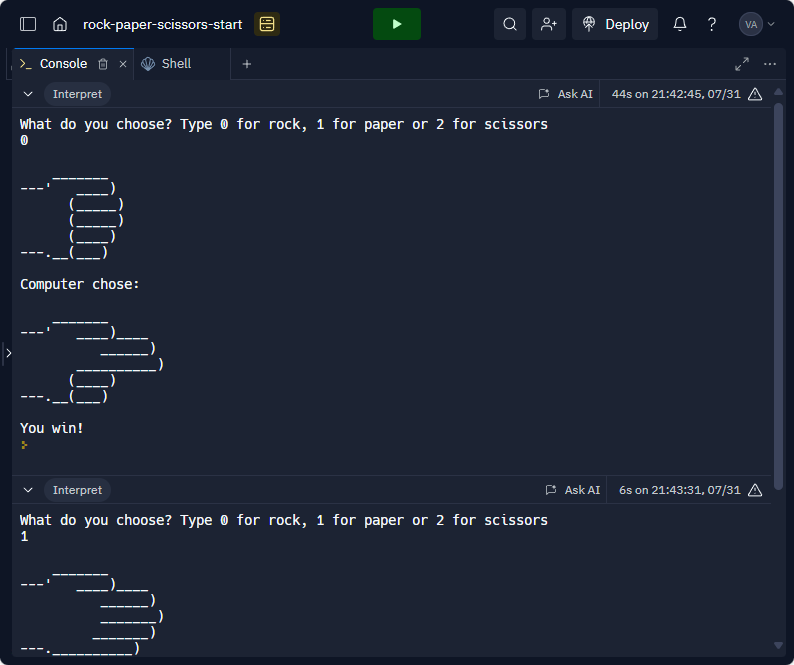 rock-paper-scissors-start
Deploy
?
VA
>_ Console
Shell
+
Interpret
Ask AI
44s on 21:42:45, 07/31
What do you choose? Type 0 for rock, 1 for paper or 2 for scissors
0
    _______
---'   ____)
      (_____)
      (_____)
      (____)
---.__(___)
Computer chose:
    _______
---'   ____)____
          ______)
       __________)
      (____)
---.__(___)
You win!
Interpret
Ask AI
6s on 21:43:31, 07/31
What do you choose? Type 0 for rock, 1 for paper or 2 for scissors
1
    _______
---'   ____)____
          ______)
          _______)
         _______)
---.__________)